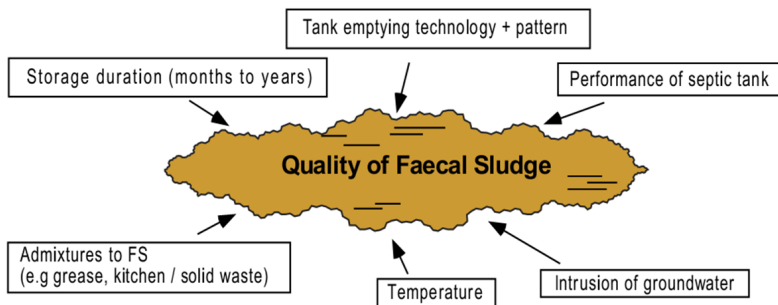 Tank emptying technology + pattern
Storage duration (months to years)
Performance of septic tank
Quality of Faecal Sludge
Admixtures to FS
(e.g grease, kitchen / solid waste)
Temperature
Intrusion of groundwater